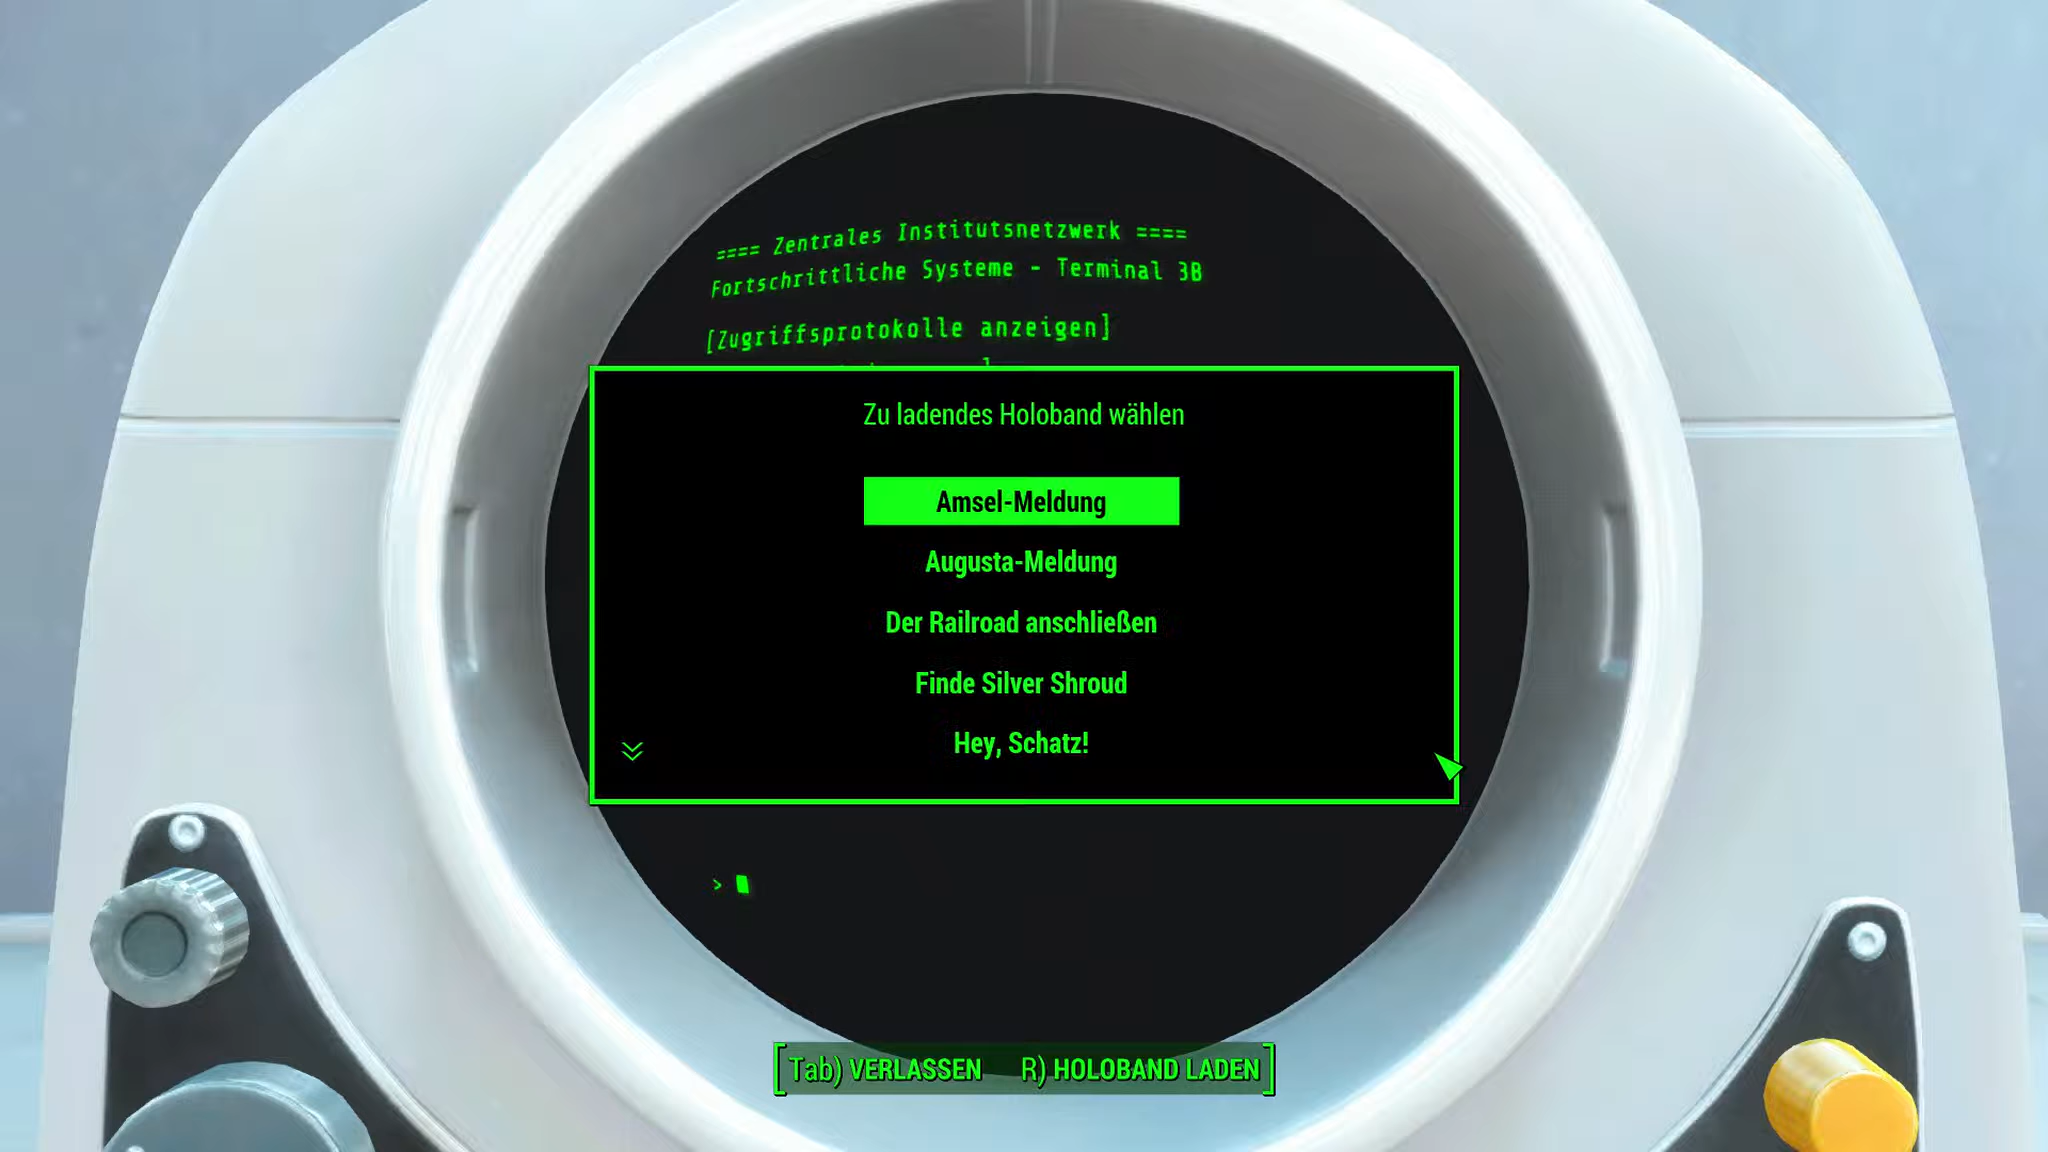 ==== Zentrales Institutsnetzwerk ====
Fortschrittliche Systeme - Terminal 3B
[Zugriffsprotokolle anzeigen]
Zu ladendes Holoband wählen
Amsel-Meldung
Augusta-Meldung
Der Railroad anschließen
Finde Silver Shroud
Hey, Schatz!
>
[Tab) VERLASSEN R) HOLOBAND LADEN]